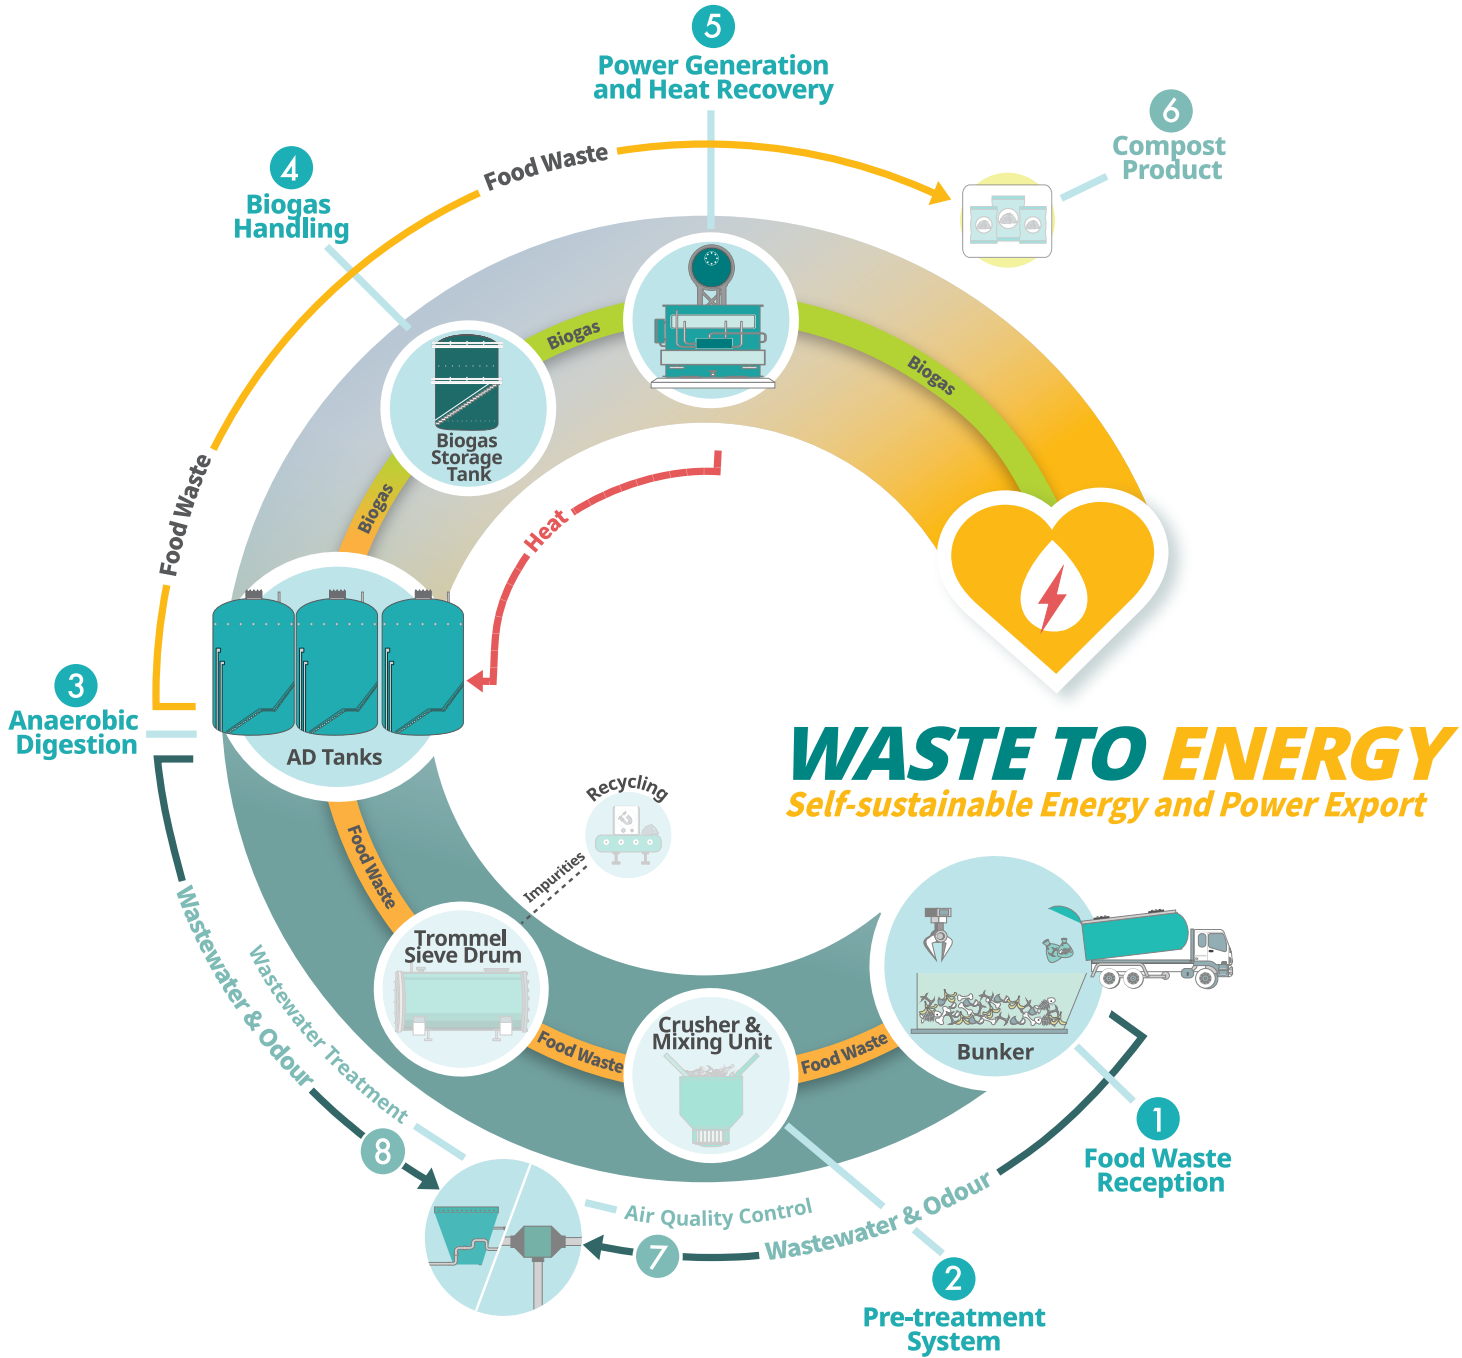 5
Power Generation
and Heat Recovery
6
Compost
Product
4
Biogas
Handling
Food Waste
Food Waste
Biogas
Biogas
Biogas
Storage
Tank
Biogas
Heat
3
Anaerobic
Digestion
AD Tanks
WASTE TO ENERGY
Self-sustainable Energy and Power Export
Recycling
Impurities
Food Waste
Trommel
Sieve Drum
Food Waste
Crusher &
Mixing Unit
Food Waste
Bunker
1
Food Waste
Reception
Wastewater & Odour
Wastewater Treatment
8
Air Quality Control
7
Wastewater & Odour
2
Pre-treatment
System